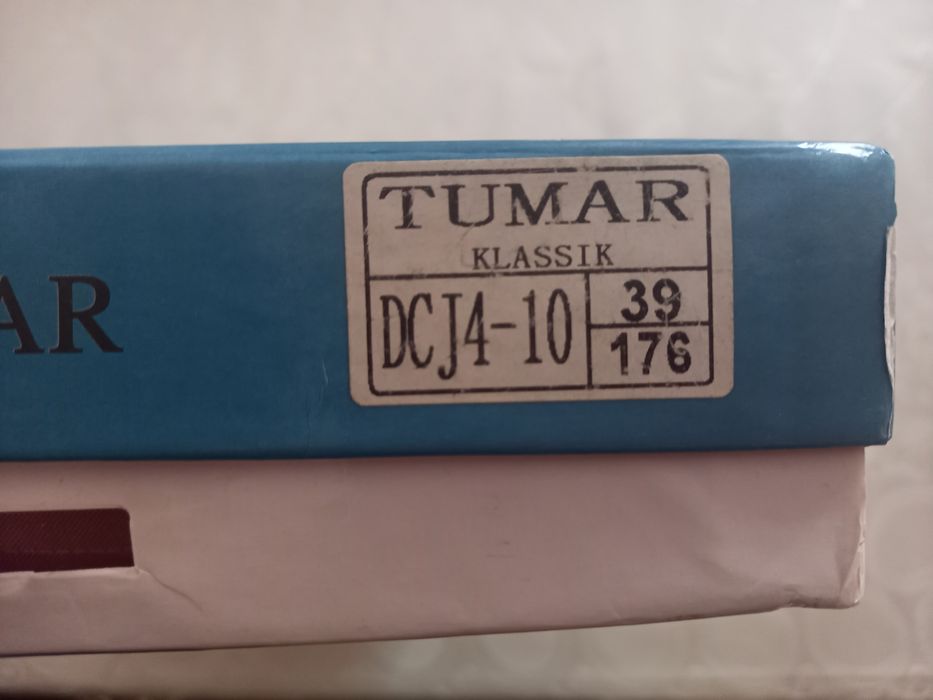 AR
TUMAR
KLASSIK
DCJ4-10
39
176